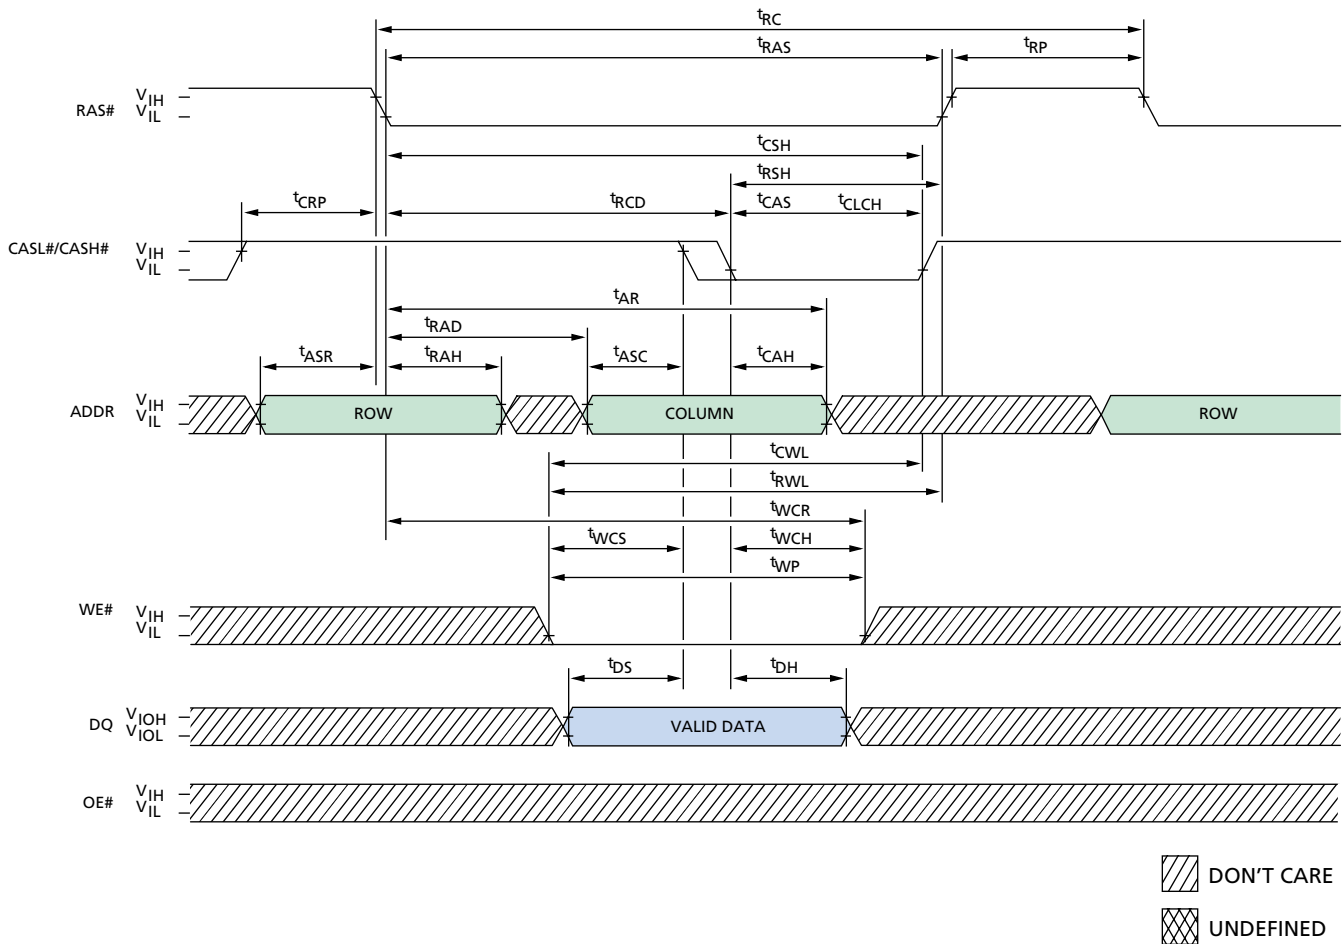 tRC
tRAS
tRP
RAS#
VIH
VIL
tCSH
tRSH
tCRP
tRCD
tCAS
tCLCH
CASL#/CASH#
VIH
VIL
tAR
tRAD
tASR
tRAH
tASC
tCAH
ADDR
VIH
VIL
ROW
COLUMN
ROW
tCWL
tRWL
tWCR
tWCS
tWCH
tWP
WE#
VIH
VIL
tDS
tDH
DQ
VIOH
VIOL
VALID DATA
OE#
VIH
VIL
DON'T CARE
UNDEFINED